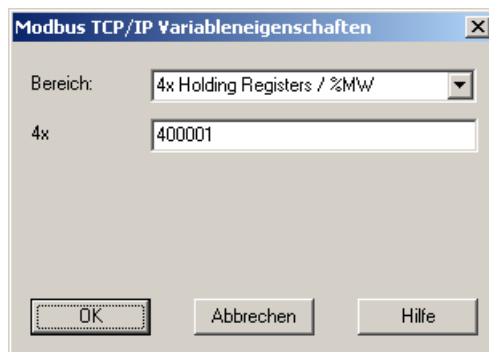 Modbus TCP/IP Variableneigenschaften
Bereich: 4x Holding Registers / %MW
4x 400001
OK Abbrechen Hilfe